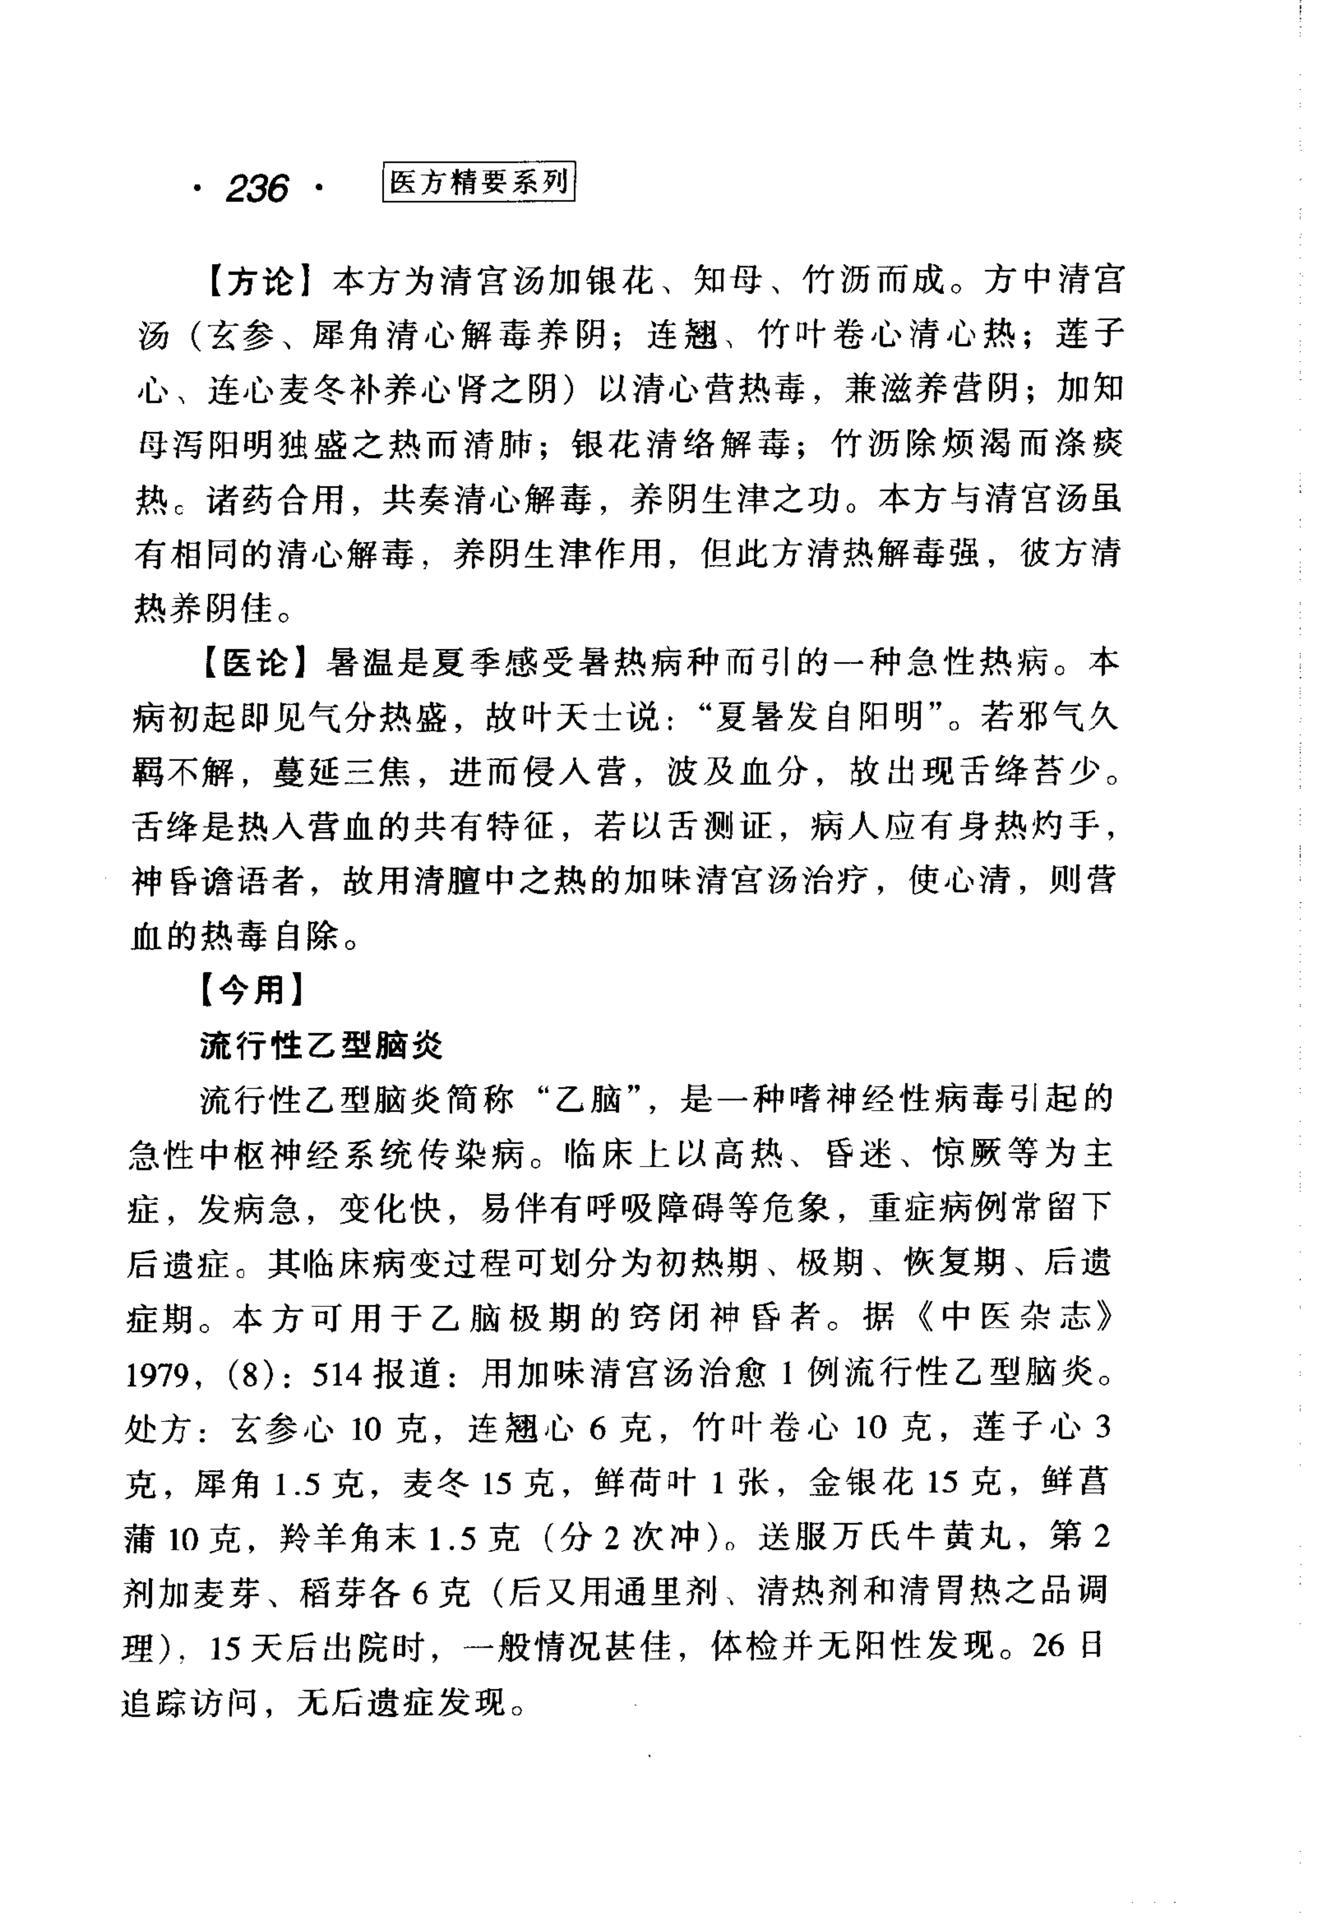 · 236 · 医方精要系列
【方论】本方为清宫汤加银花、知母、竹沥而成。方中清宫
汤（玄参、犀角清心解毒养阴；连翘、竹叶卷心清心热；莲子
心、连心麦冬补养心肾之阴）以清心营热毒，兼滋养营阴；加知
母泻阳明独盛之热而清肺；银花清络解毒；竹沥除烦渴而涤痰
热。诸药合用，共奏清心解毒，养阴生津之功。本方与清宫汤虽
有相同的清心解毒，养阴生津作用，但此方清热解毒强，彼方清
热养阴佳。
【医论】暑温是夏季感受暑热病种而引的一种急性热病。本
病初起即见气分热盛，故叶天士说：“夏暑发自阳明”。若邪气久
羁不解，蔓延三焦，进而侵入营，波及血分，故出现舌绛苔少。
舌绛是热入营血的共有特征，若以舌测证，病人应有身热灼手，
神昏谵语者，故用清膻中之热的加味清宫汤治疗，使心清，则营
血的热毒自除。
【今用】
流行性乙型脑炎
流行性乙型脑炎简称“乙脑”，是一种嗜神经性病毒引起的
急性中枢神经系统传染病。临床上以高热、昏迷、惊厥等为主
症，发病急，变化快，易伴有呼吸障碍等危象，重症病例常留下
后遗症。其临床病变过程可划分为初热期、极期、恢复期、后遗
症期。本方可用于乙脑极期的窍闭神昏者。据《中医杂志》
1979，(8)：514 报道：用加味清宫汤治愈 1 例流行性乙型脑炎。
处方：玄参心 10 克，连翘心 6 克，竹叶卷心 10 克，莲子心 3
克，犀角 1.5 克，麦冬 15 克，鲜荷叶 1 张，金银花 15 克，鲜菖
蒲 10 克，羚羊角末 1.5 克（分 2 次冲）。送服万氏牛黄丸，第 2
剂加麦芽、稻芽各 6 克（后又用通里剂、清热剂和清胃热之品调
理），15 天后出院时，一般情况甚佳，体检并无阳性发现。26 日
追踪访问，无后遗症发现。